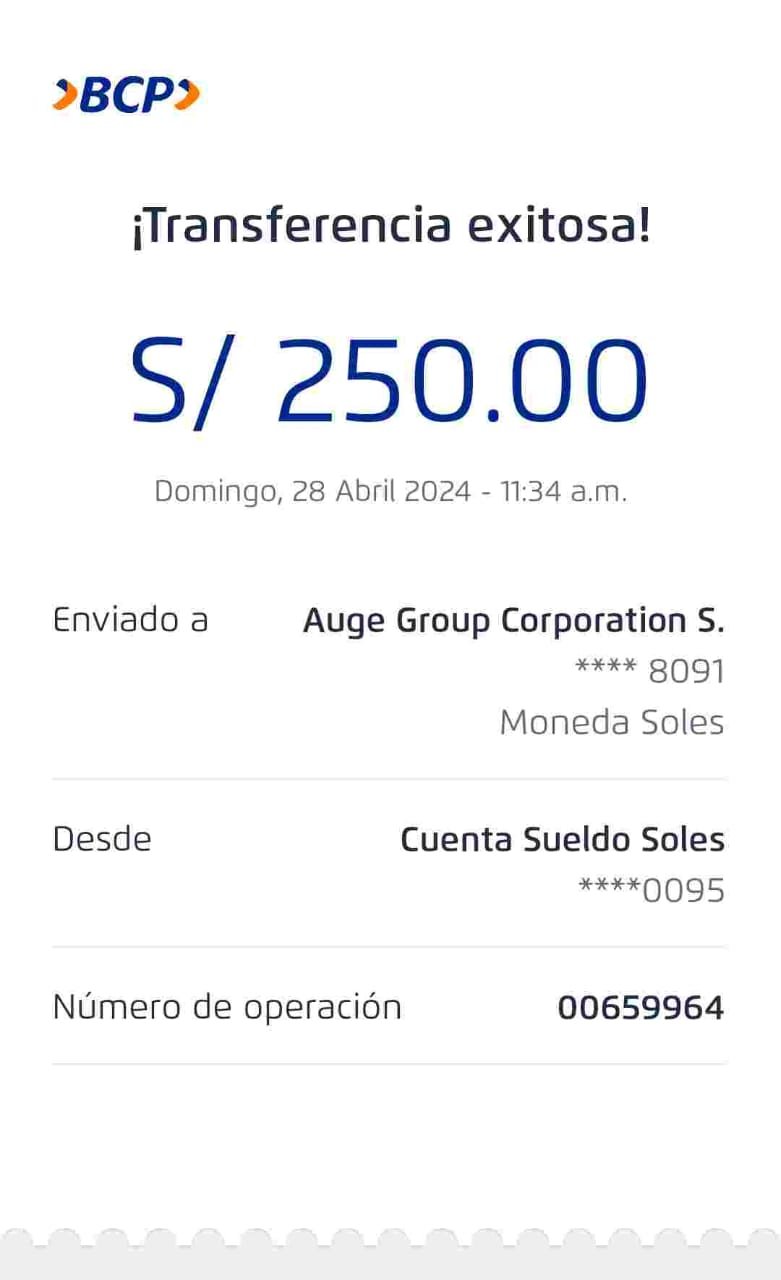 BCP
¡Transferencia exitosa!
S/ 250.00
Domingo, 28 Abril 2024 - 11:34 a.m.
Enviado a Auge Group Corporation S.
**** 8091
Moneda Soles
Desde Cuenta Sueldo Soles
****0095
Número de operación 00659964